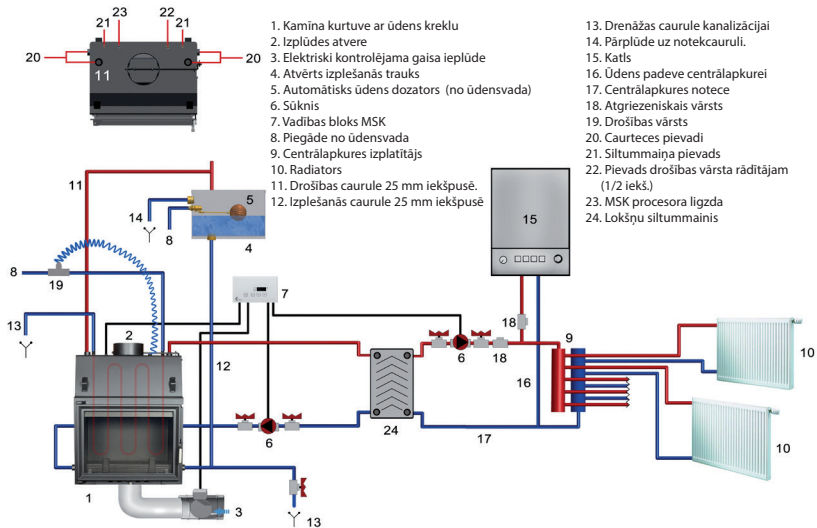 21 23 22 21
20 20
11
1. Kamīna kurtuve ar ūdens kreklu
2. Izplūdes atvere
3. Elektriski kontrolējama gaisa ieplūde
4. Atvērts izplešanās trauks
5. Automātisks ūdens dozators (no ūdensvada)
6. Sūknis
7. Vadības bloks MSK
8. Piegāde no ūdensvada
9. Centrālapkures izplatītājs
10. Radiators
11. Drošības caurule 25 mm iekšpusē.
12. Izplešanās caurule 25 mm iekšpusē
13. Drenāžas caurule kanalizācijai
14. Pārplūde uz notekcauruli.
15. Katls
16. Ūdens padeve centrālapkurei
17. Centrālapkures notece
18. Atgriezeniskais vārsts
19. Drošības vārsts
20. Caurteces pievadi
21. Siltummaiņa pievads
22. Pievads drošības vārsta rādītājam
(1/2 iekš.)
23. MSK procesora ligzda
24. Lokšņu siltummainis
11
5
14
8
4
15
8
19
7
13
2
18
9
6
18
10
12
16
24
17
6
10
1
3
13